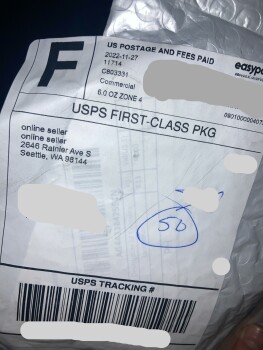 F
US POSTAGE AND FEES PAID
2022-11-27
11714
C803331
Commercial
6.0 OZ ZONE 4
easypo
USPS FIRST-CLASS PKG
online seller
online seller
2646 Rainier Ave S
Seattle, WA 98144
50
USPS TRACKING #